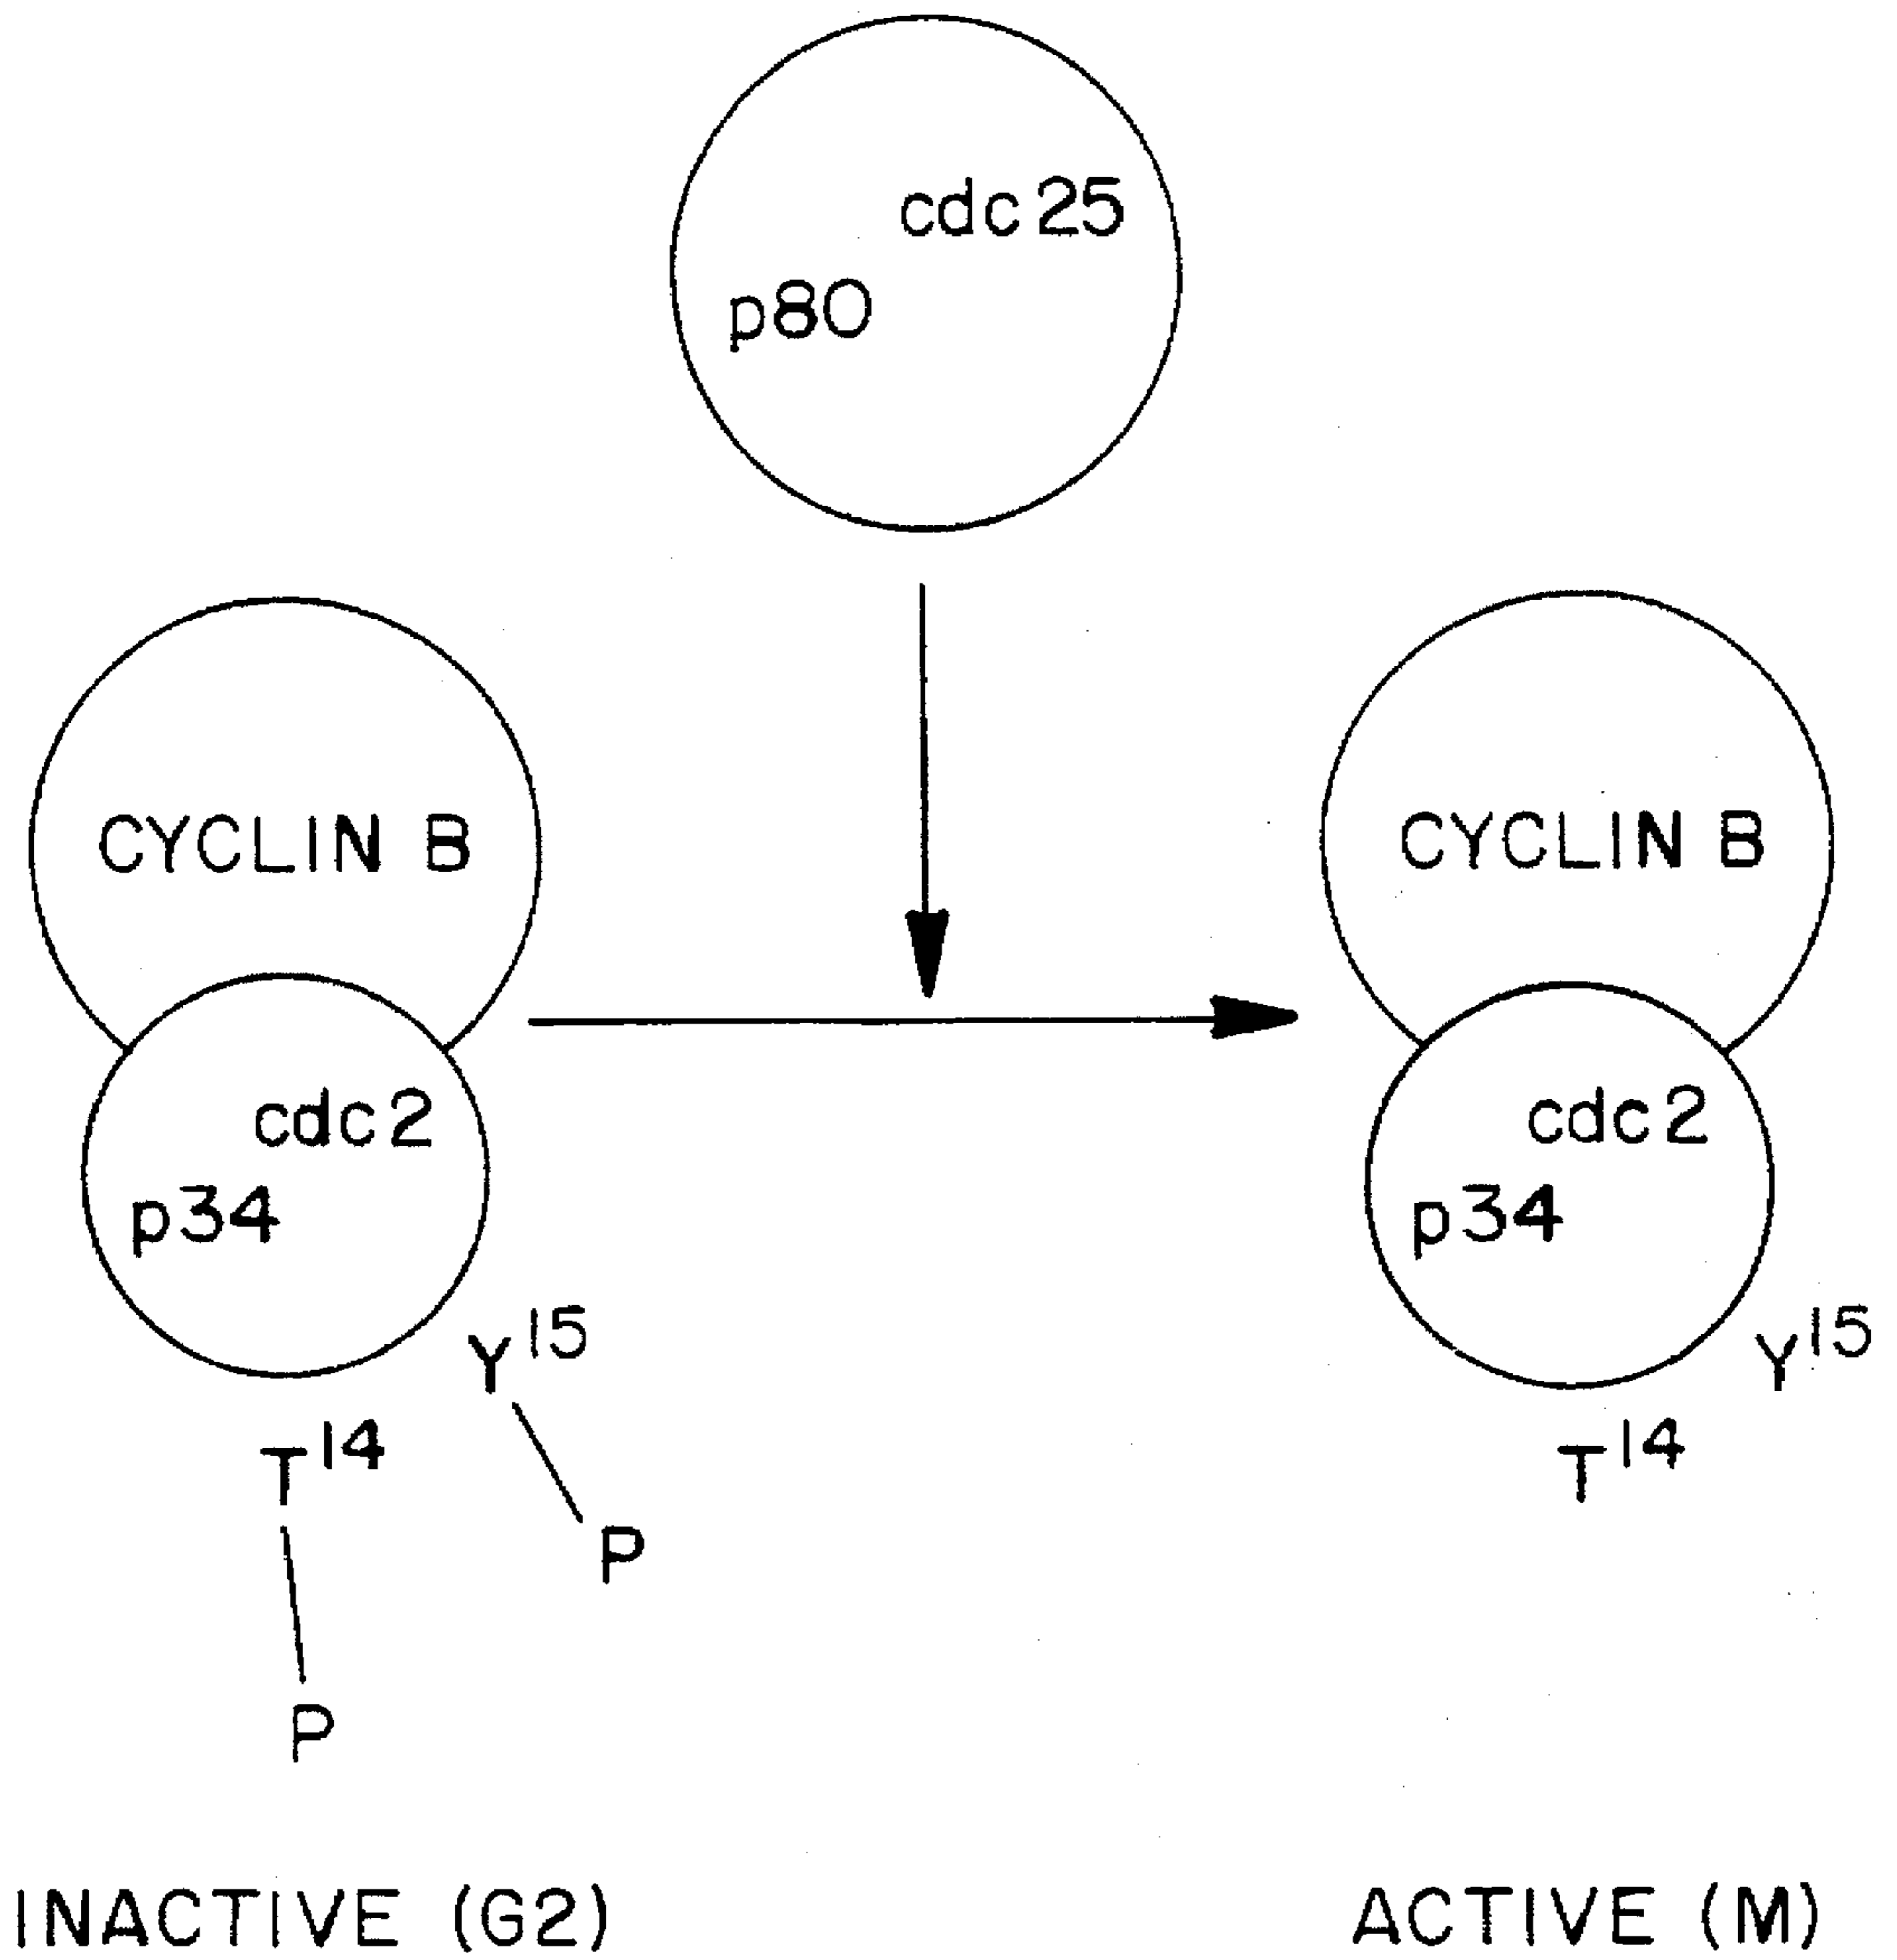 cdc25
p80
CYCLIN B
cdc2
p34
Y15
T14
P
P
CYCLIN B
cdc2
p34
Y15
T14
INACTIVE (G2)
ACTIVE (M)